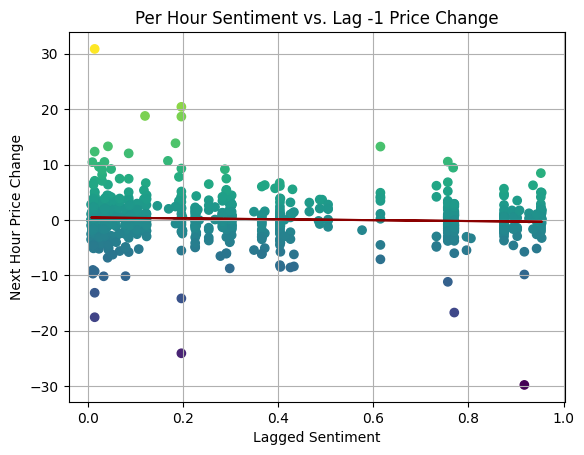 Per Hour Sentiment vs. Lag -1 Price Change
Next Hour Price Change
30
20
10
0
−10
−20
−30
0.0 0.2 0.4 0.6 0.8 1.0
Lagged Sentiment